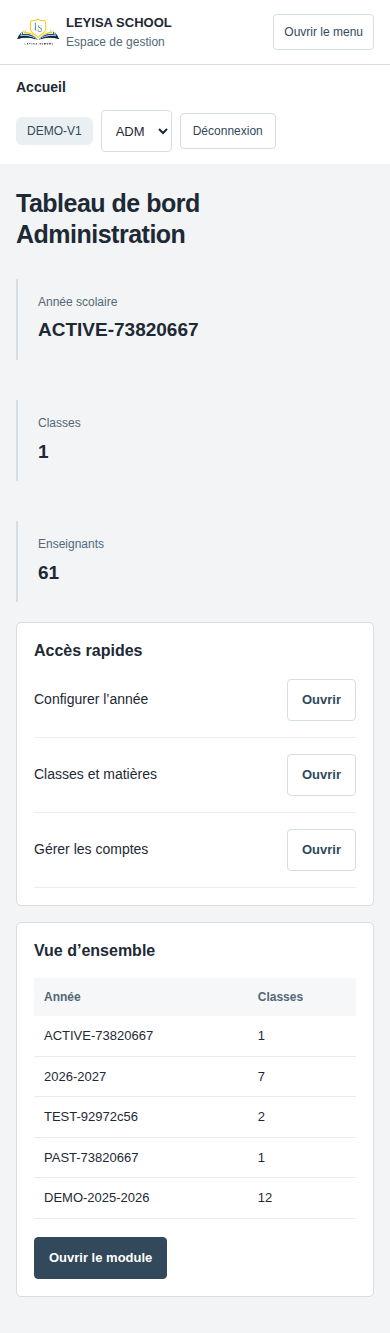 LEYISA SCHOOL
Espace de gestion
Ouvrir le menu
Accueil
DEMO-V1
ADM
Déconnexion
Tableau de bord
Administration
Année scolaire
ACTIVE-73820667
Classes
1
Enseignants
61
Accès rapides
Configurer l’année
Ouvrir
Classes et matières
Ouvrir
Gérer les comptes
Ouvrir
Vue d’ensemble
Année Classes
ACTIVE-73820667 1
2026-2027 7
TEST-92972c56 2
PAST-73820667 1
DEMO-2025-2026 12
Ouvrir le module